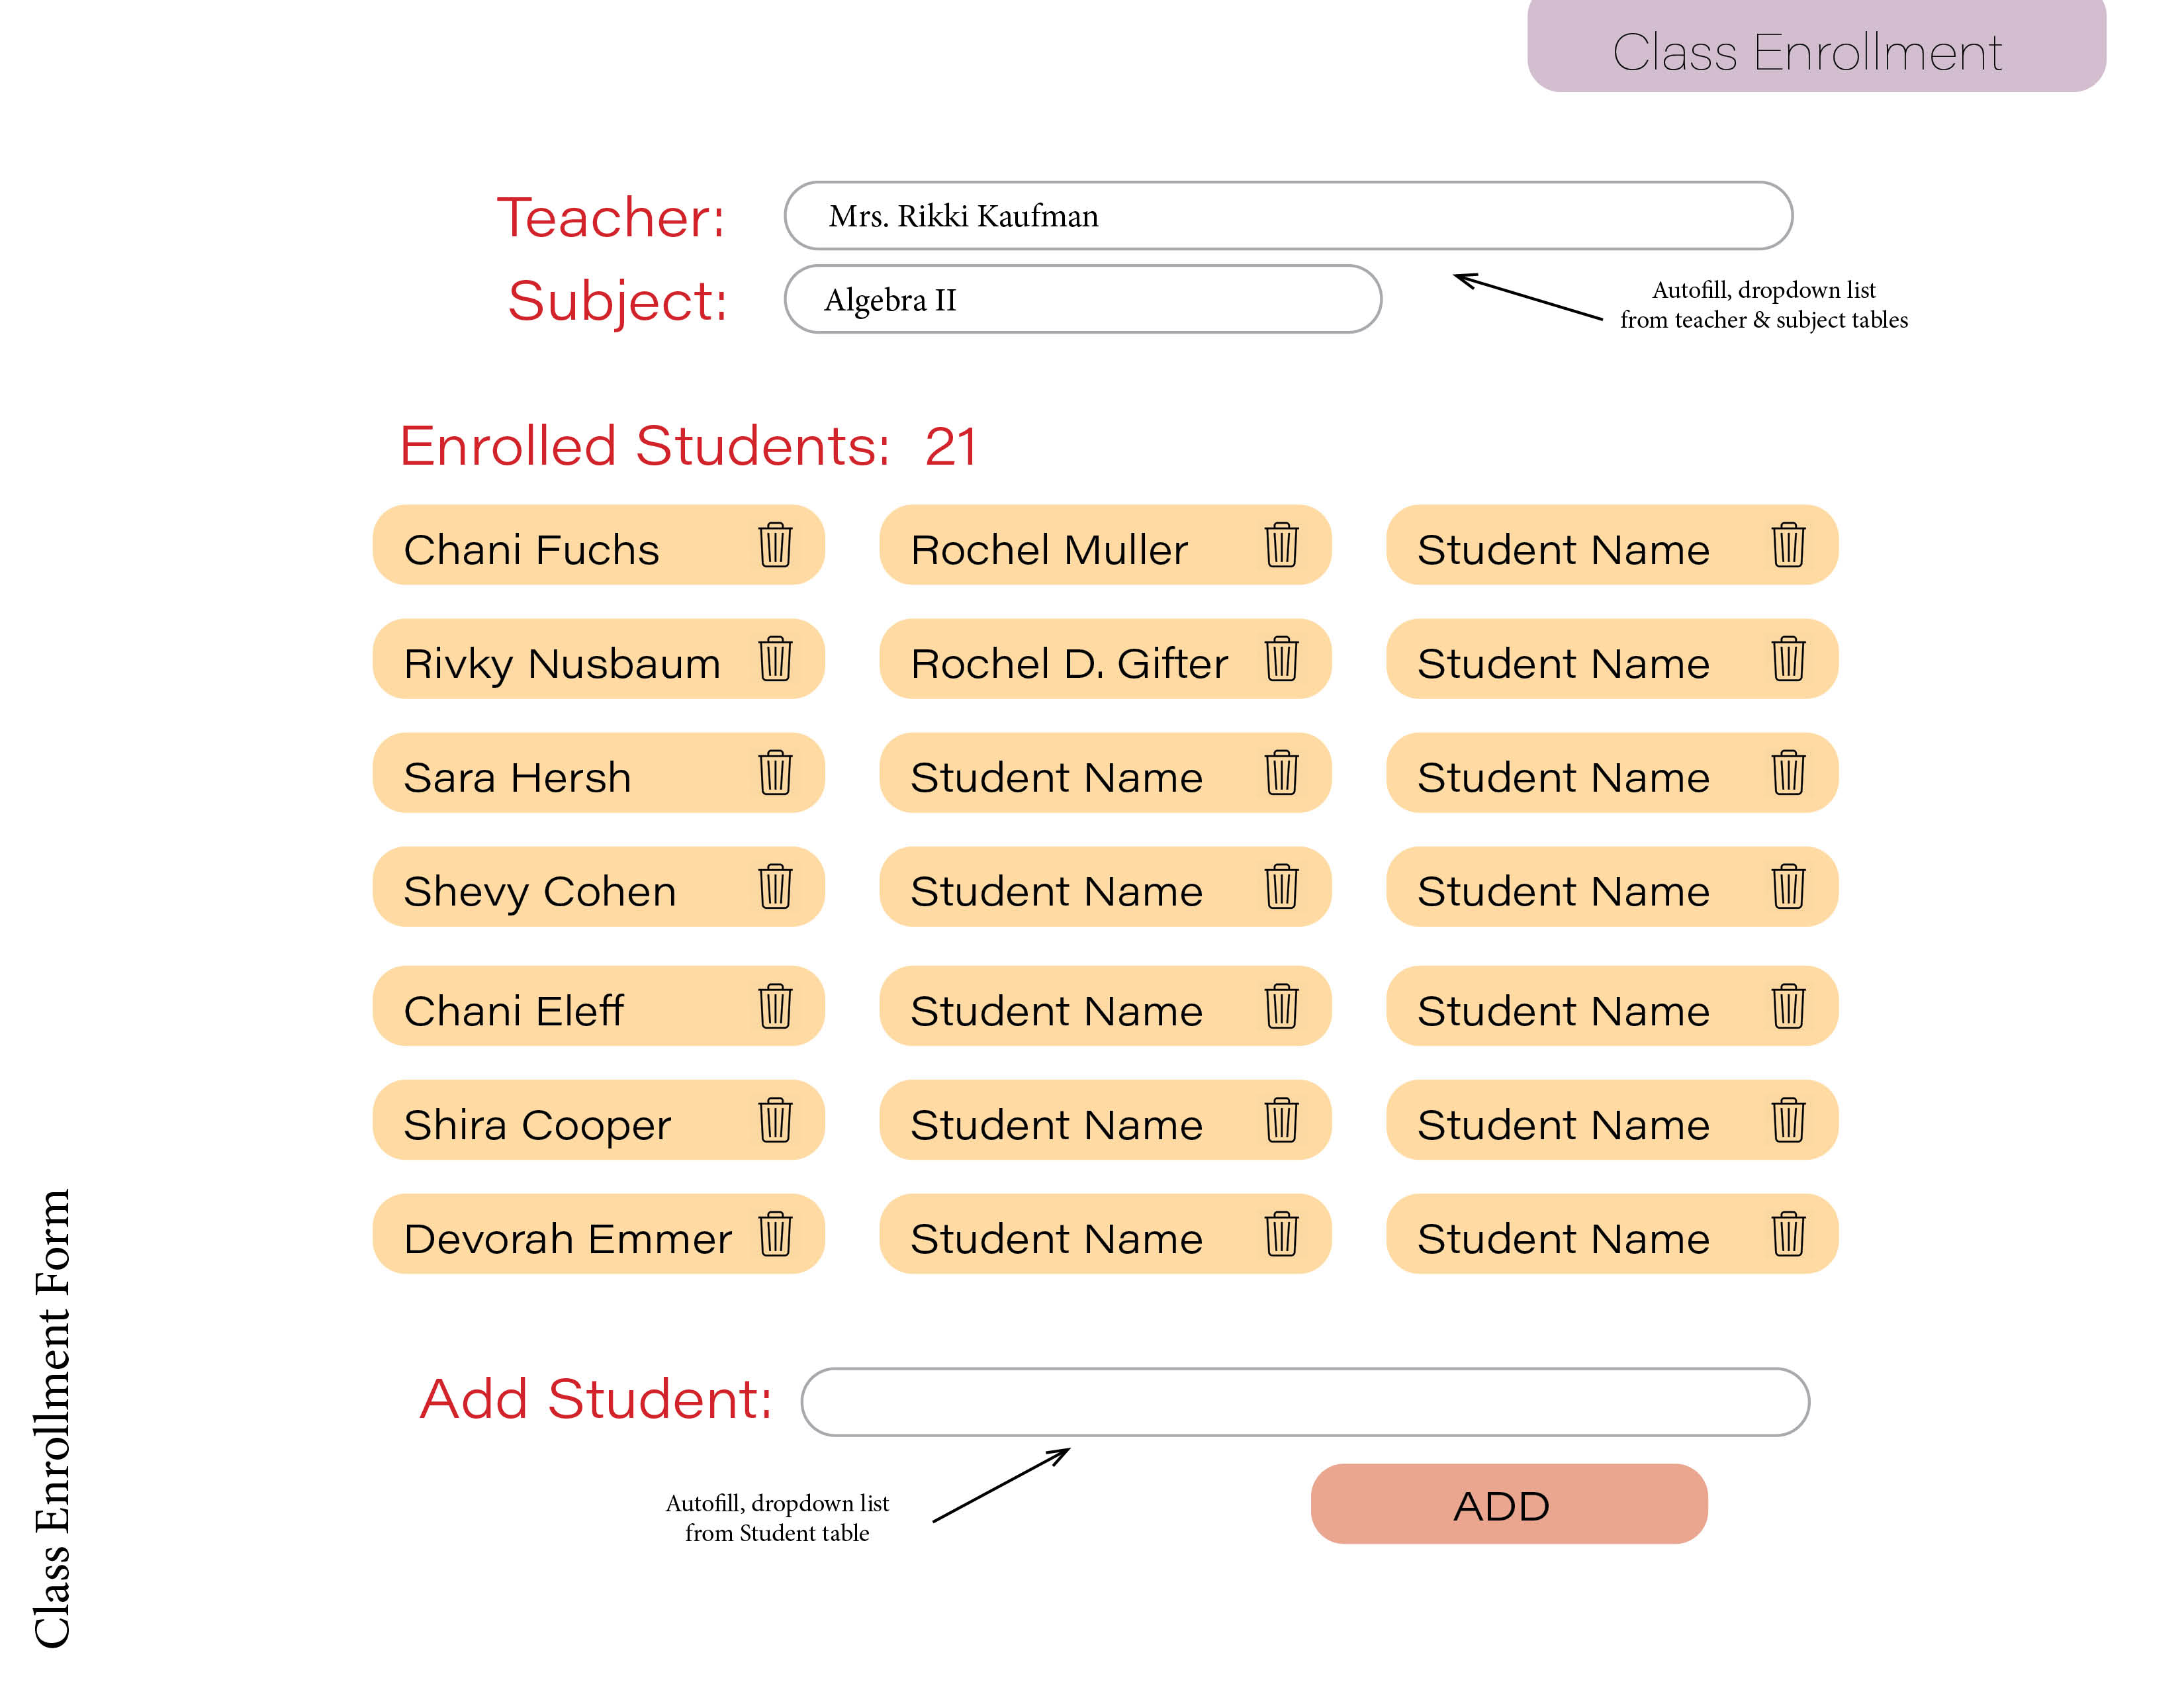 Class Enrollment
Teacher: Mrs. Rikki Kaufman
Subject: Algebra II
Autofill, dropdown list
from teacher & subject tables
Enrolled Students: 21
Chani Fuchs
Rochel Muller
Student Name
Rivky Nusbaum
Rochel D. Gifter
Student Name
Sara Hersh
Student Name
Student Name
Shevy Cohen
Student Name
Student Name
Chani Eleff
Student Name
Student Name
Shira Cooper
Student Name
Student Name
Devorah Emmer
Student Name
Student Name
Add Student:
Autofill, dropdown list
from Student table
ADD
Class Enrollment Form